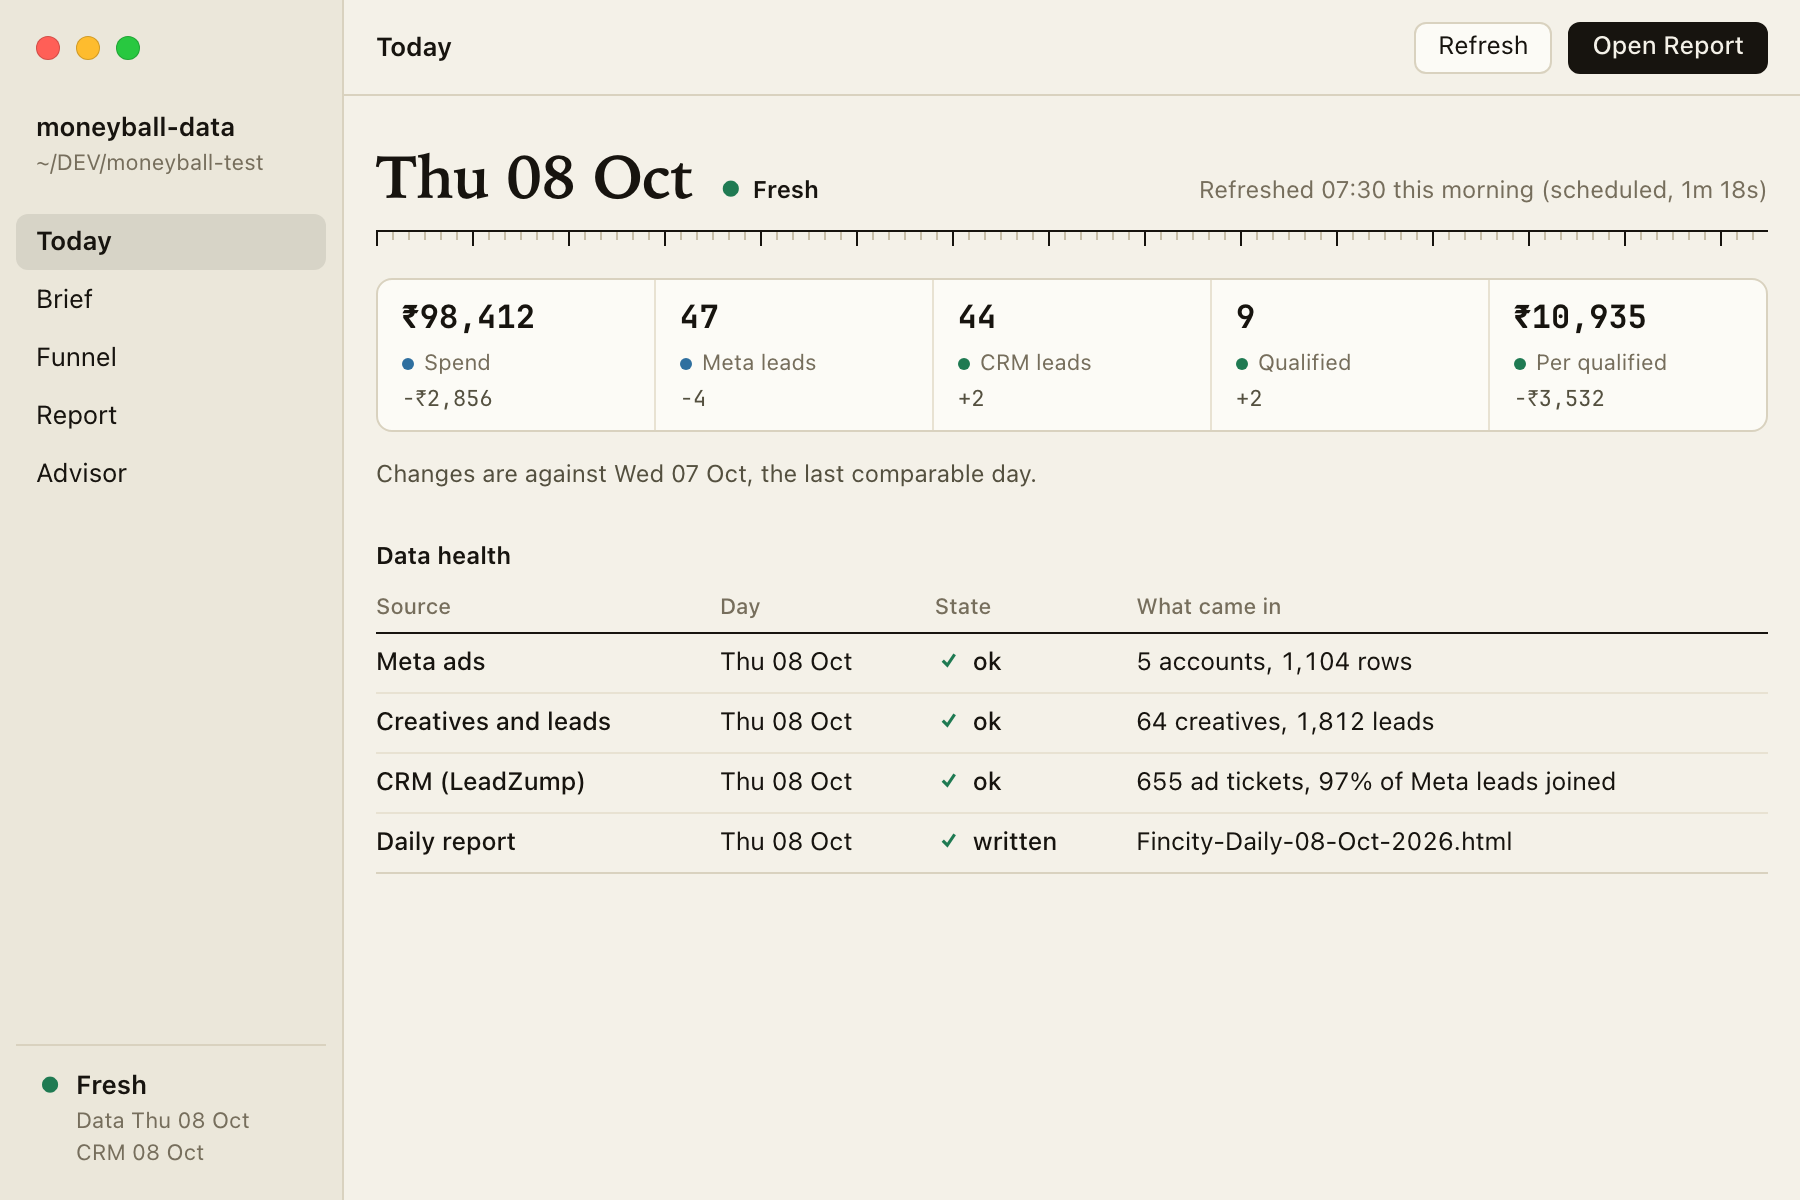 Today
Refresh
Open Report
moneyball-data
~/DEV/moneyball-test
Today
Brief
Funnel
Report
Advisor
Thu 08 Oct
Fresh
Refreshed 07:30 this morning (scheduled, 1m 18s)
₹98,412
Spend
-₹2,856
47
Meta leads
-4
44
CRM leads
+2
9
Qualified
+2
₹10,935
Per qualified
-₹3,532
Changes are against Wed 07 Oct, the last comparable day.
Data health
Source Day State What came in
Meta ads Thu 08 Oct ✓ ok 5 accounts, 1,104 rows
Creatives and leads Thu 08 Oct ✓ ok 64 creatives, 1,812 leads
CRM (LeadZump) Thu 08 Oct ✓ ok 655 ad tickets, 97% of Meta leads joined
Daily report Thu 08 Oct ✓ written Fincity-Daily-08-Oct-2026.html
Fresh
Data Thu 08 Oct
CRM 08 Oct